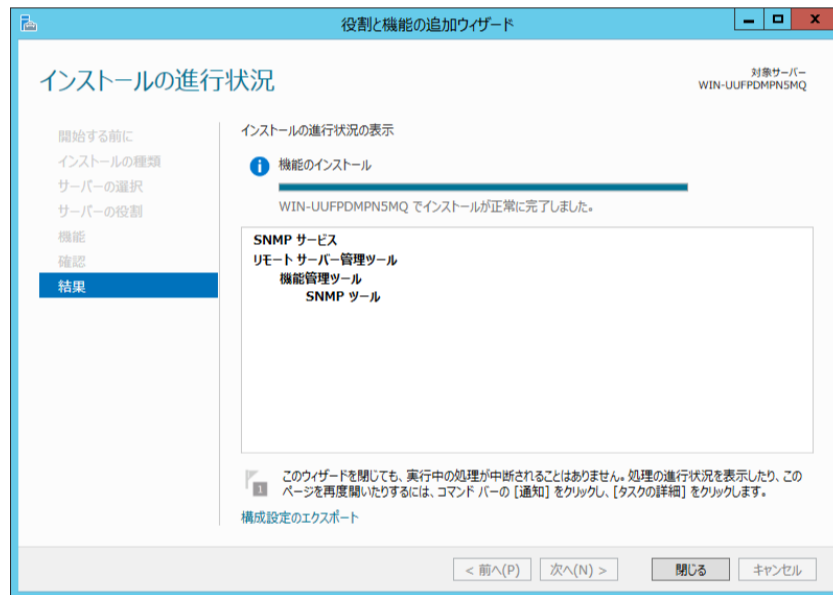 役割と機能の追加ウィザード
インストールの進行状況
対象サーバー
WIN-UUFPDMPN5MQ
開始する前に
インストールの種類
サーバーの選択
サーバーの役割
機能
確認
結果
インストールの進行状況の表示
機能のインストール
WIN-UUFPDMPN5MQ でインストールが正常に完了しました。
SNMP サービス
リモート サーバー管理ツール
機能管理ツール
SNMP ツール
1
このウィザードを閉じても、実行中の処理が中断されることはありません。処理の進行状況を表示したり、この
ページを再度開いたりするには、コマンド バーの [通知] をクリックし、[タスクの詳細] をクリックします。
構成設定のエクスポート
< 前へ(P)
次へ(N) >
閉じる
キャンセル